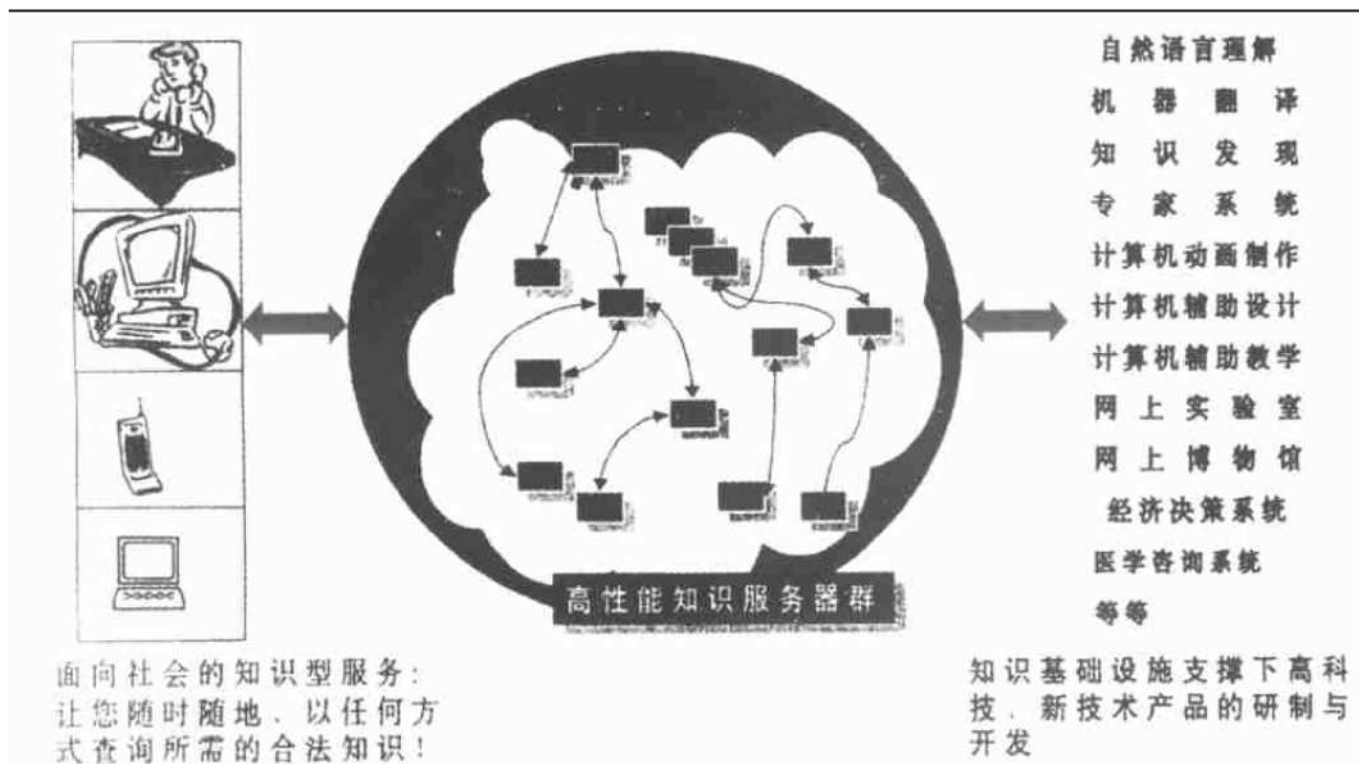 自然语言理解
机器翻译
知识发现
专家系统
计算机动画制作
计算机辅助设计
计算机辅助教学
网上实验室
网上博物馆
经济决策系统
医学咨询系统
等等
高性能知识服务器群
面向社会的知识型服务:
让您随时随地、以任何方
式查询所需的合法知识!
知识基础设施支撑下高科
技、新技术产品的研制与
开发